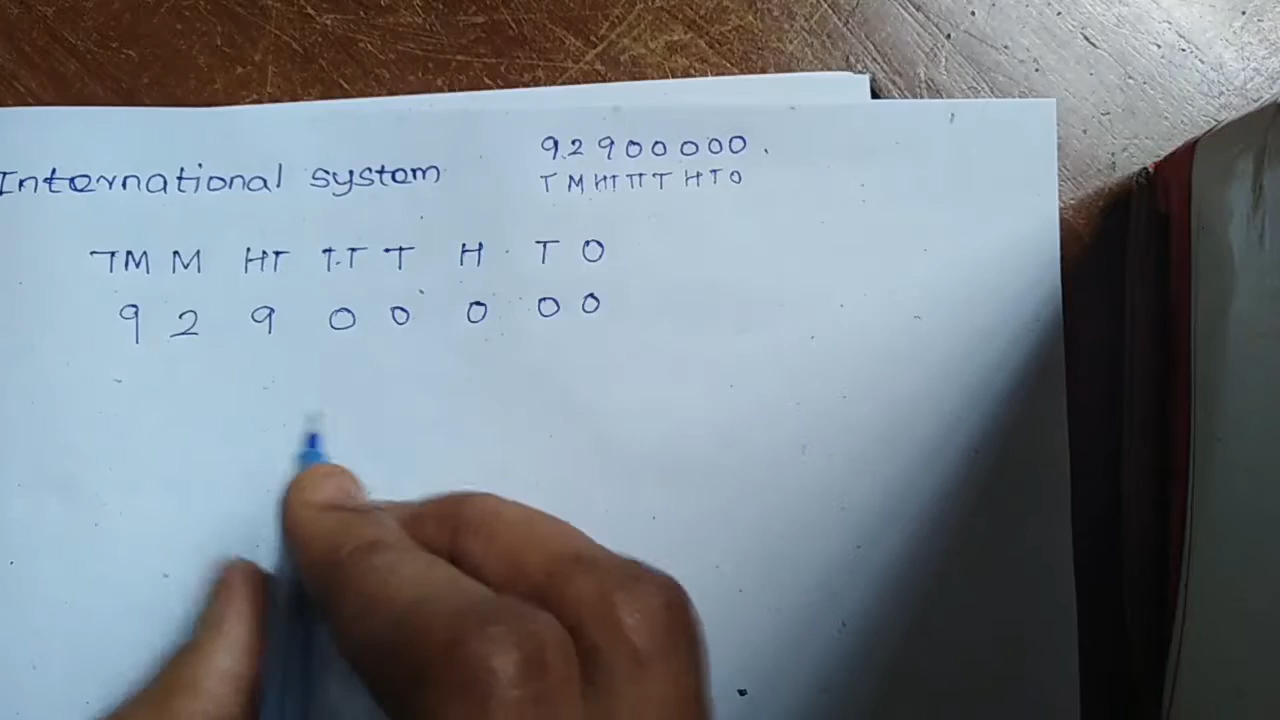 92900000.
International system
T M HT TT T H T O
TM M HT T.T T H T O
9 2 9 0 0 0 0 0